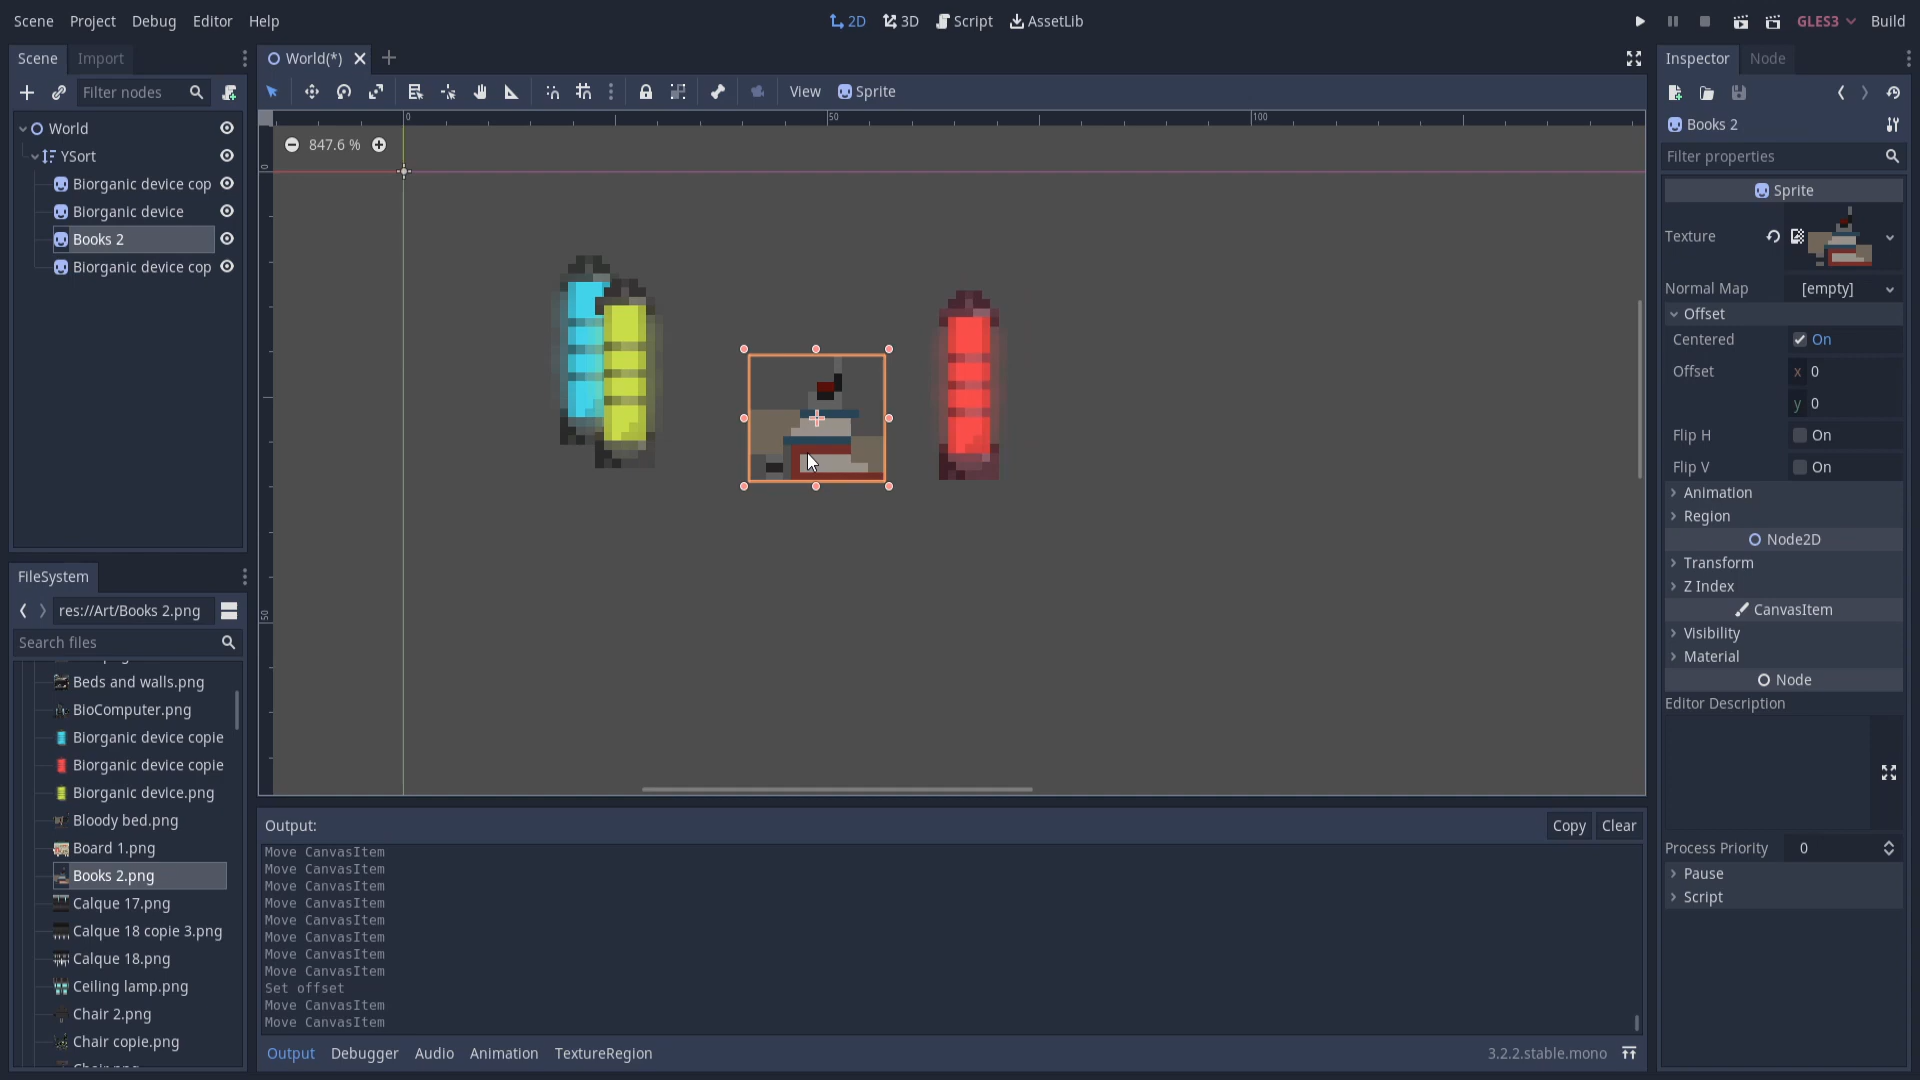 Scene Project Debug Editor Help
2D 3D Script AssetLib
GLES3 Build
Scene Import
Filter nodes
World
YSort
Biorganic device cop
Biorganic device
Books 2
Biorganic device cop
FileSystem
res://Art/Books 2.png
Search files
Beds and walls.png
BioComputer.png
Biorganic device copie
Biorganic device copie
Biorganic device.png
Bloody bed.png
Board 1.png
Books 2.png
Calque 17.png
Calque 18 copie 3.png
Calque 18.png
Ceiling lamp.png
Chair 2.png
Chair copie.png
World(*)
View Sprite
0 50 100
847.6 %
0
50
Output:
Copy Clear
Move CanvasItem
Move CanvasItem
Move CanvasItem
Move CanvasItem
Move CanvasItem
Move CanvasItem
Move CanvasItem
Move CanvasItem
Set offset
Move CanvasItem
Move CanvasItem
Output Debugger Audio Animation TextureRegion
3.2.2.stable.mono
Inspector Node
Books 2
Filter properties
Sprite
Texture
Normal Map [empty]
Offset
Centered On
Offset x 0
y 0
Flip H On
Flip V On
Animation
Region
Node2D
Transform
Z Index
CanvasItem
Visibility
Material
Node
Editor Description
Process Priority 0
Pause
Script